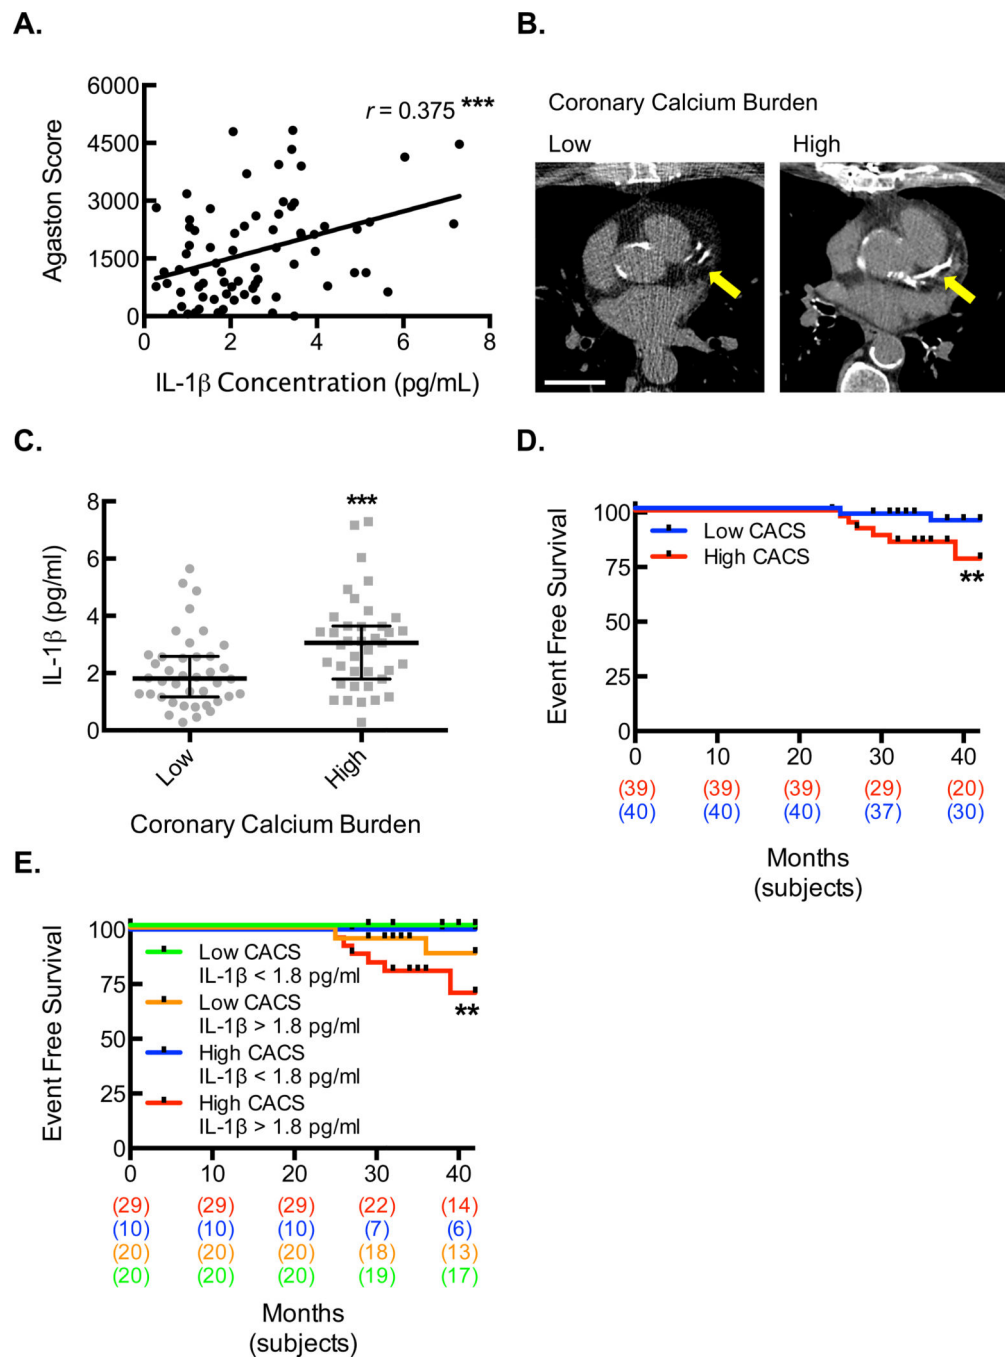 A.
6000
4500
3000
1500
0
Agaston Score
r = 0.375 ***
0 2 4 6 8
IL-1β Concentration (pg/mL)
B.
Coronary Calcium Burden
Low High
C.
8
6
4
2
0
IL-1β (pg/ml)
***
Low High
Coronary Calcium Burden
D.
100
75
50
25
0
Event Free Survival
Low CACS
High CACS
**
0 10 20 30 40
(39) (39) (39) (29) (20)
(40) (40) (40) (37) (30)
Months
(subjects)
E.
100
75
50
25
0
Event Free Survival
Low CACS
IL-1β < 1.8 pg/ml
Low CACS
IL-1β > 1.8 pg/ml
High CACS
IL-1β < 1.8 pg/ml
High CACS
IL-1β > 1.8 pg/ml
**
0 10 20 30 40
(29) (29) (29) (22) (14)
(10) (10) (10) (7) (6)
(20) (20) (20) (18) (13)
(20) (20) (20) (19) (17)
Months
(subjects)